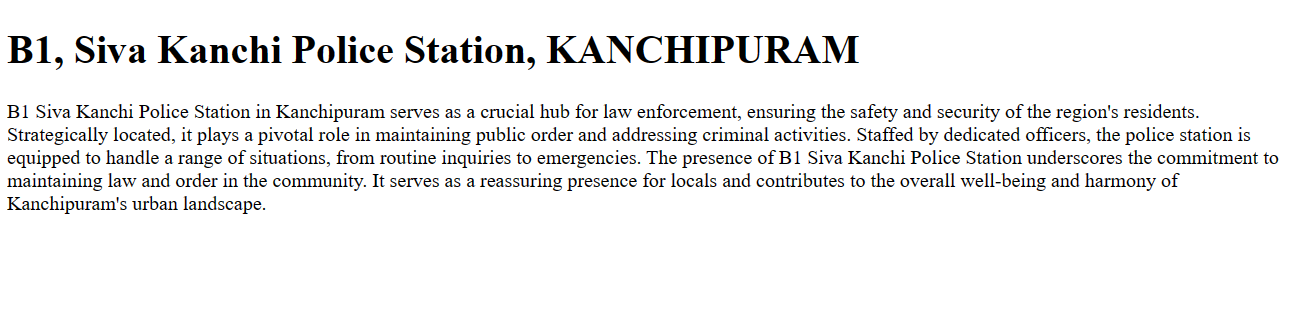 B1, Siva Kanchi Police Station, KANCHIPURAM
B1 Siva Kanchi Police Station in Kanchipuram serves as a crucial hub for law enforcement, ensuring the safety and security of the region's residents.
Strategically located, it plays a pivotal role in maintaining public order and addressing criminal activities. Staffed by dedicated officers, the police station is
equipped to handle a range of situations, from routine inquiries to emergencies. The presence of B1 Siva Kanchi Police Station underscores the commitment to
maintaining law and order in the community. It serves as a reassuring presence for locals and contributes to the overall well-being and harmony of
Kanchipuram's urban landscape.